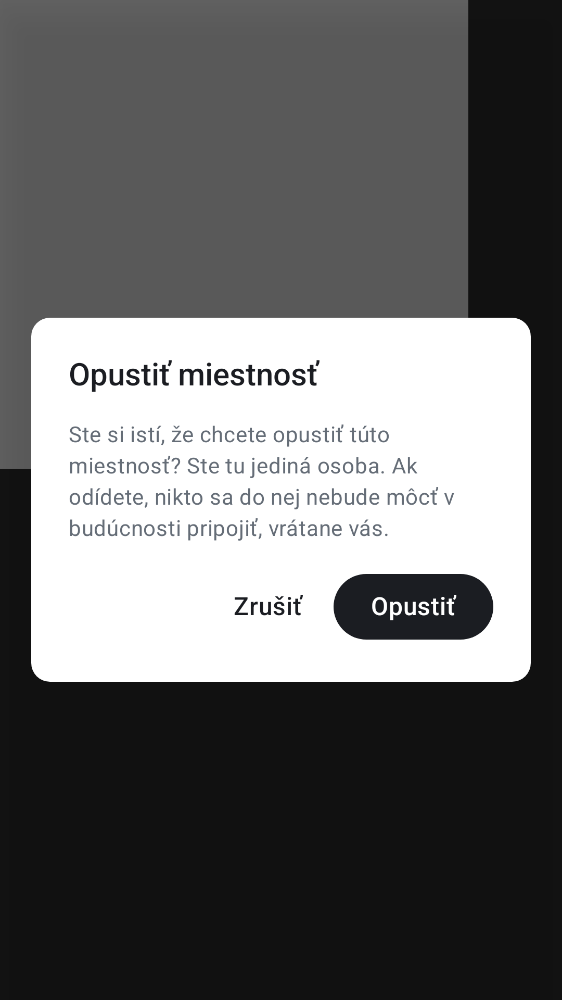 Opustiť miestnosť
Ste si istí, že chcete opustiť túto
miestnosť? Ste tu jediná osoba. Ak
odídete, nikto sa do nej nebude môcť v
budúcnosti pripojiť, vrátane vás.
Zrušiť
Opustiť